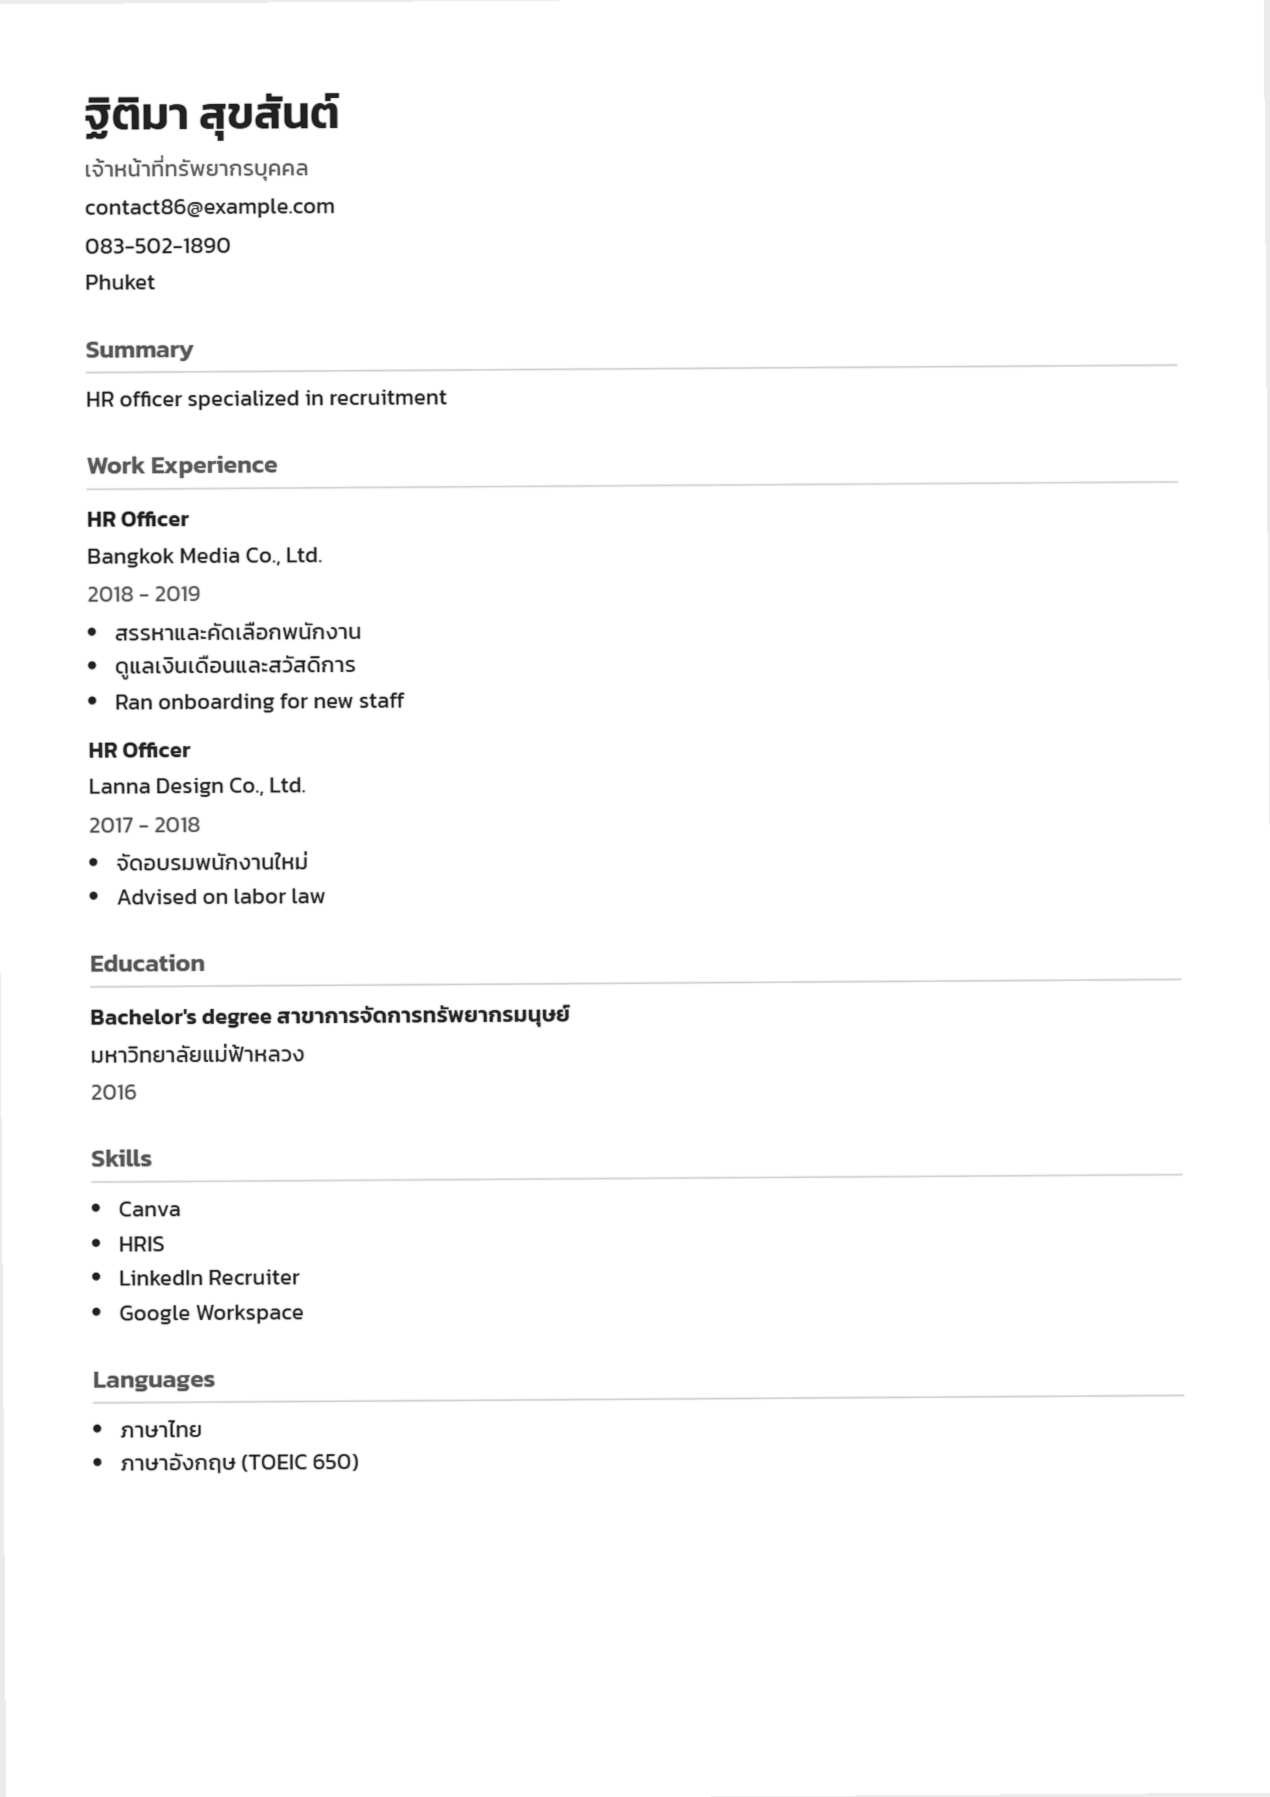 ฐิติมา สุขสันต์
เจ้าหน้าที่ทรัพยากรบุคคล
contact86@example.com
083-502-1890
Phuket
Summary
HR officer specialized in recruitment
Work Experience
HR Officer
Bangkok Media Co., Ltd.
2018 - 2019
• สรรหาและคัดเลือกพนักงาน
• ดูแลเงินเดือนและสวัสดิการ
• Ran onboarding for new staff
HR Officer
Lanna Design Co., Ltd.
2017 - 2018
• จัดอบรมพนักงานใหม่
• Advised on labor law
Education
Bachelor's degree สาขาการจัดการทรัพยากรมนุษย์
มหาวิทยาลัยแม่ฟ้าหลวง
2016
Skills
• Canva
• HRIS
• LinkedIn Recruiter
• Google Workspace
Languages
• ภาษาไทย
• ภาษาอังกฤษ (TOEIC 650)